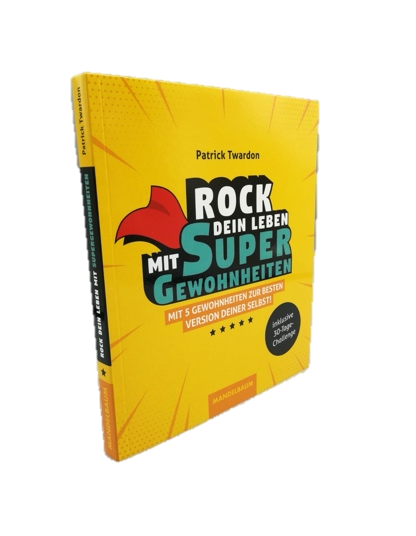 Patrick Twardon
ROCK DEIN LEBEN MIT SUPERGEWOHNHEITEN
Patrick Twardon
ROCK
DEIN LEBEN
MIT SUPER
GEWOHNHEITEN
MIT 5 GEWOHNHEITEN ZUR BESTEN
VERSION DEINER SELBST!
inklusive
30-Tage-
Challenge
MANDELBAUM
MANDELBAUM